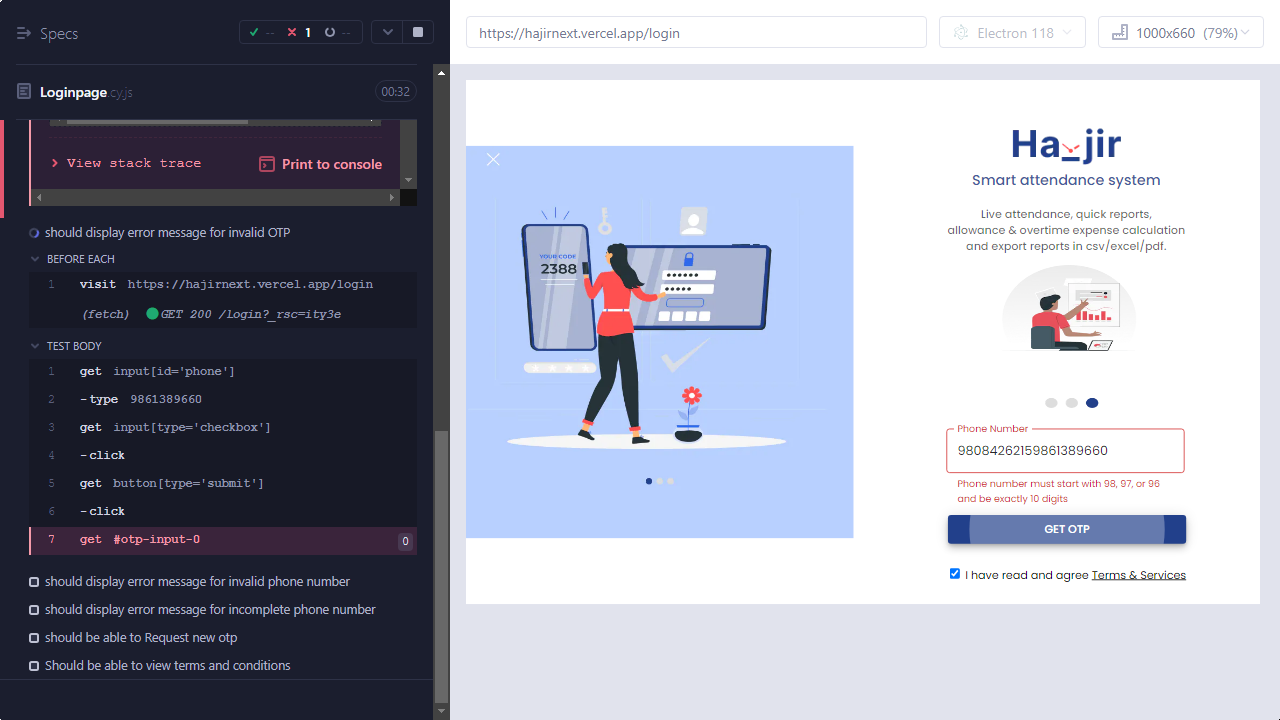 Specs
--
1
--
Loginpage.cy.js
00:32
View stack trace
Print to console
should display error message for invalid OTP
BEFORE EACH
1 visit https://hajirnext.vercel.app/login
(fetch) GET 200 /login?_rsc=ity3e
TEST BODY
1 get input[id='phone']
2 -type 9861389660
3 get input[type='checkbox']
4 -click
5 get button[type='submit']
6 -click
7 get #otp-input-0 0
should display error message for invalid phone number
should display error message for incomplete phone number
should be able to Request new otp
Should be able to view terms and conditions
https://hajirnext.vercel.app/login
Electron 118
1000x660 (79%)
YOUR CODE
2388
Ha_jir
Smart attendance system
Live attendance, quick reports,
allowance & overtime expense calculation
and export reports in csv/excel/pdf.
Phone Number
98084262159861389660
Phone number must start with 98, 97, or 96
and be exactly 10 digits
GET OTP
I have read and agree Terms & Services